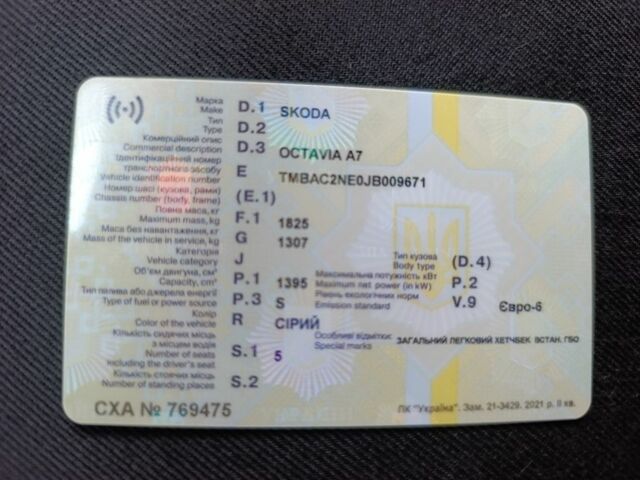 Марка
Make D.1 SKODA
Тип
Type D.2
Комерційний опис
Commercial description D.3 OCTAVIA A7
Ідентифікаційний номер
транспортного засобу
Vehicle identification number E TMBAC2NE0JB009671
Номер шасі (кузова, рами)
Chassis number (body, frame) (E.1)
Повна маса, кг
Maximum mass, kg F.1 1825
Маса без навантаження, кг
Mass of the vehicle in service, kg G 1307
Категорія
Vehicle category J
Тип кузова
Body type (D.4)
Об'єм двигуна, см³
Capacity, cm³ P.1 1395
Максимальна потужність кВт
Maximum net power (in kW) P.2
Тип палива або джерела енергії
Type of fuel or power source P.3 S
Рівень екологічних норм
Emission standard V.9 Євро-6
Колір
Color of the vehicle R СІРИЙ
Особливі відмітки:
Special marks ЗАГАЛЬНИЙ ЛЕГКОВИЙ ХЕТЧБЕК ВСТАН. ГБО
Кількість сидячих місць
з місцем водія
Number of seats
including the driver's seat S.1 5
Кількість стоячих місць
Number of standing places S.2
СХА № 769475
ПК "Україна". Зам. 21-3429. 2021 р. ІІ кв.